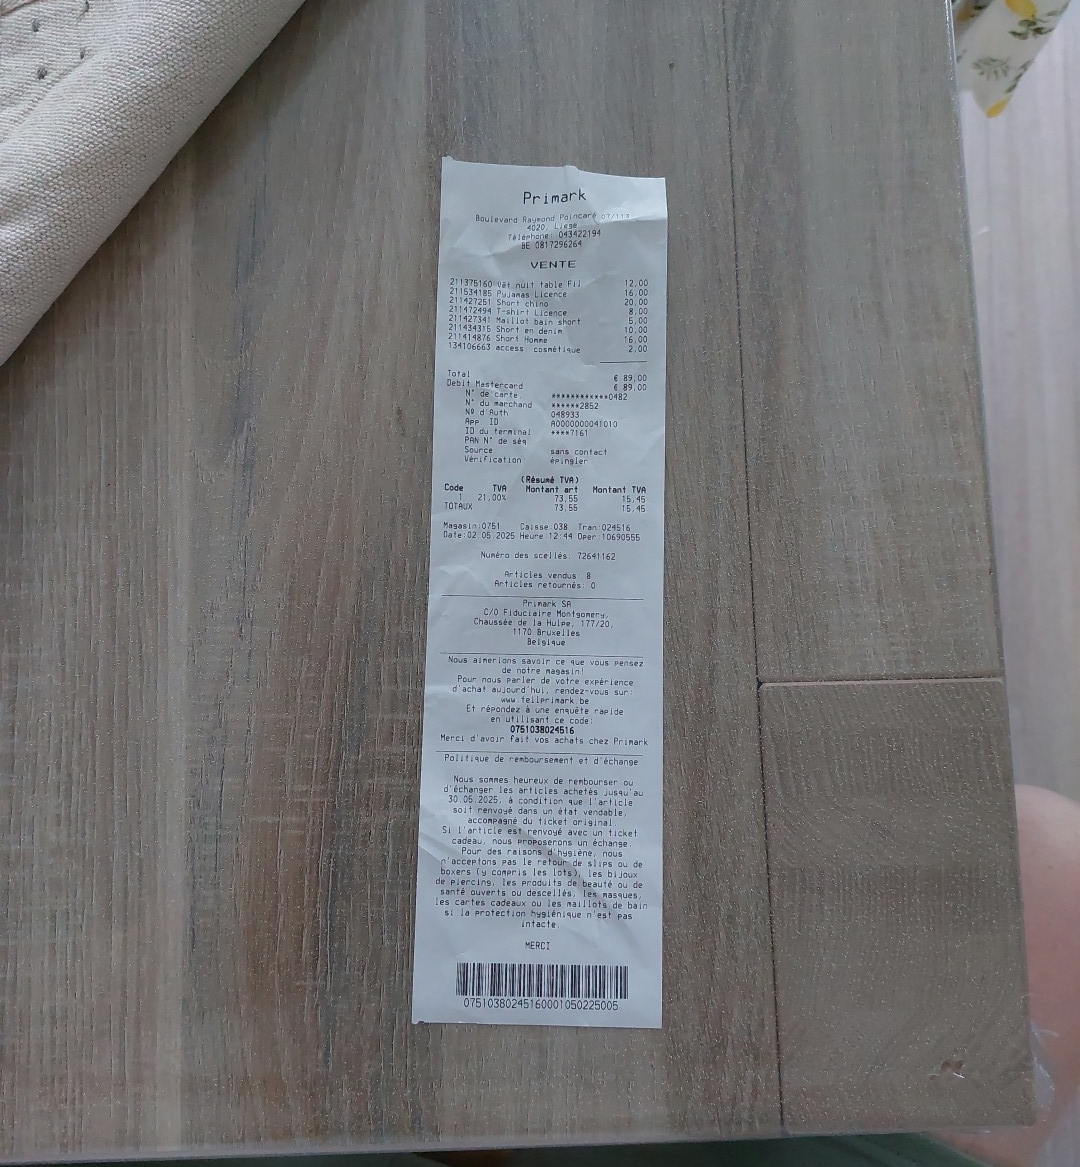 Primark
Boulevard Raymond Poincaré 07/11
4020, Liege
Téléphone: 043422194
BE 0817296264
VENTE
211375160 Vêt nuit table Fil 12,00
211534185 Pyjamas Licence 16,00
211427251 Short chino 20,00
211472494 T-shirt Licence 8,00
211427341 Maillot bain short 5,00
211434315 Short en denim 10,00
211414876 Short Homme 16,00
134106663 access. cosmétique 2,00
Total € 89,00
Debit Mastercard € 89,00
N° de carte. ************0482
N° du marchand ******2852
Nº d'Auth 048933
App. ID A0000000041010
ID du terminal ****7161
PAN N° de séq
Source sans contact
Vérification épingler
(Résumé TVA)
Code TVA Montant art Montant TVA
1 21,00% 73,55 15,45
TOTAUX 73,55 15,45
Magasin:0751 Caisse:038 Tran:024516
Date:02.05.2025 Heure:12:44 Oper:10690555
Numéro des scellés: 72641162
Articles vendus: 8
Articles retournés: 0
Primark SA
C/O Fiduciaire Montgomery,
Chaussée de la Hulpe, 177/20,
1170 Bruxelles
Belgique
Nous aimerions savoir ce que vous pensez
de notre magasin!
Pour nous parler de votre expérience
d'achat aujourd'hui, rendez-vous sur:
www.tellprimark.be
Et répondez à une enquête rapide
en utilisant ce code:
0751038024516
Merci d'avoir fait vos achats chez Primark
Politique de remboursement et d'échange
Nous sommes heureux de rembourser ou
d'échanger les articles achetés jusqu'au
30.05.2025, à condition que l'article
soit renvoyé dans un état vendable,
accompagné du ticket original.
Si l'article est renvoyé avec un ticket
cadeau, nous proposerons un échange.
Pour des raisons d'hygiène, nous
n'acceptons pas le retour de slips ou de
boxers (y compris les lots), les bijoux
de piercing, les produits de beauté ou de
santé ouverts ou descellés, les masques,
les cartes cadeaux ou les maillots de bain
si la protection hygiénique n'est pas
intacte.
MERCI
07510380245160001050225005